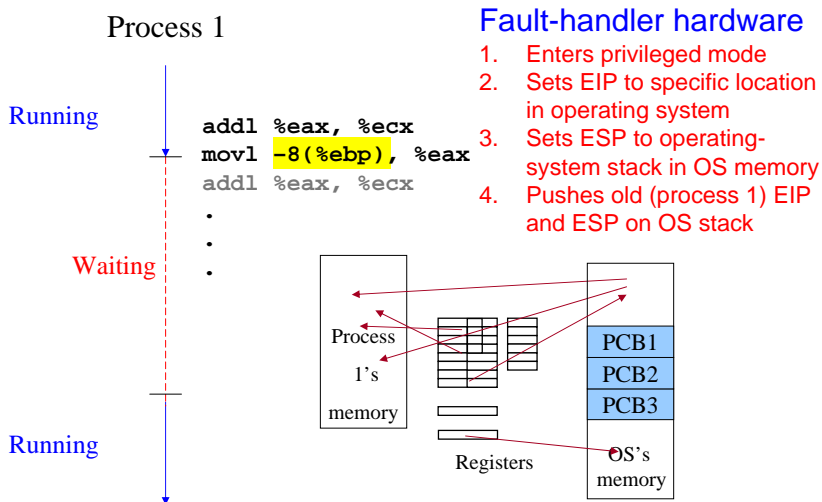 Process 1
Fault-handler hardware
1. Enters privileged mode
2. Sets EIP to specific location
in operating system
3. Sets ESP to operating-
system stack in OS memory
4. Pushes old (process 1) EIP
and ESP on OS stack
Running
addl %eax, %ecx
movl -8(%ebp), %eax
addl %eax, %ecx
.
.
.
Waiting
Running
Process
1's
memory
Registers
PCB1
PCB2
PCB3
OS's
memory